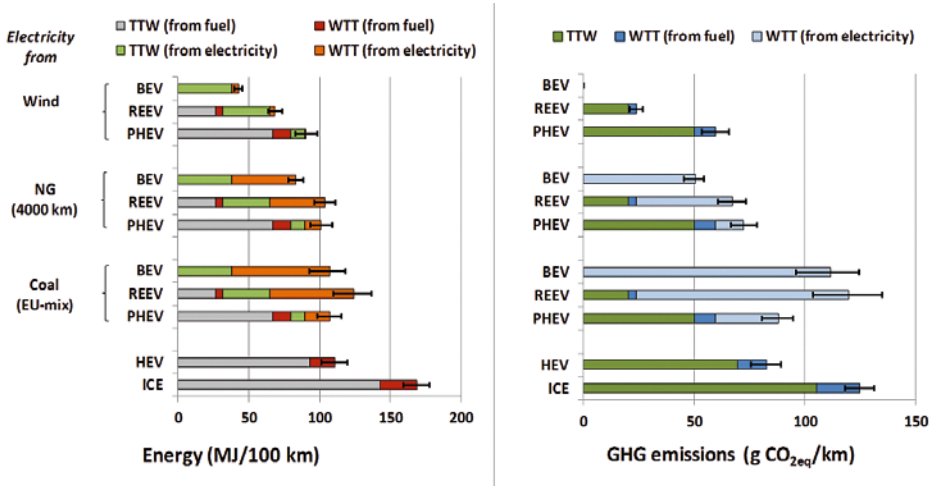 Electricity
from
TTW (from fuel)
WTT (from fuel)
TTW (from electricity)
WTT (from electricity)
Wind
BEV
REEV
PHEV
NG
(4000 km)
BEV
REEV
PHEV
Coal
(EU-mix)
BEV
REEV
PHEV
HEV
ICE
0
50
100
150
200
Energy (MJ/100 km)
TTW
WTT (from fuel)
WTT (from electricity)
BEV
REEV
PHEV
BEV
REEV
PHEV
BEV
REEV
PHEV
HEV
ICE
0
50
100
150
GHG emissions (g CO2eq/km)